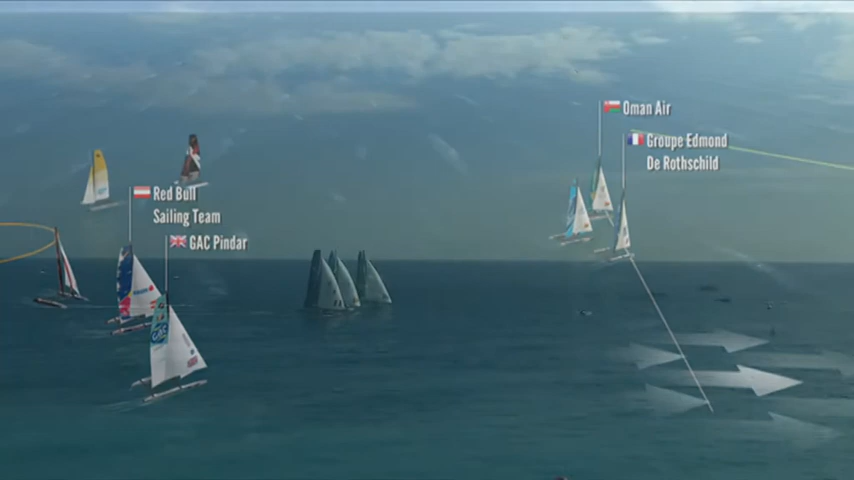 Oman Air
Groupe Edmond
De Rothschild
Red Bull
Sailing Team
GAC Pindar